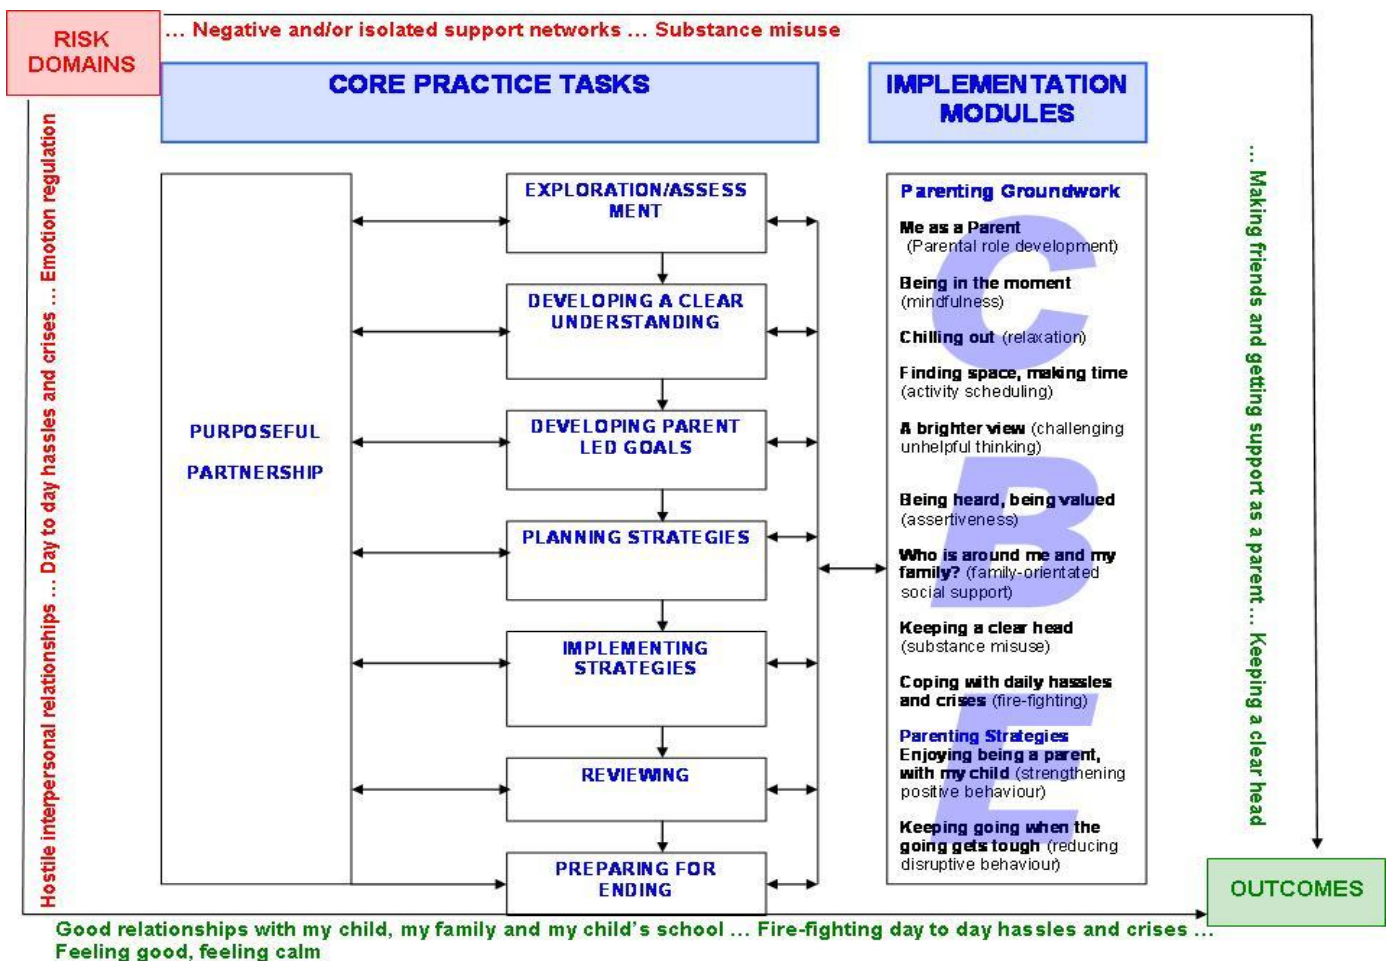 RISK
DOMAINS
... Negative and/or isolated support networks ... Substance misuse
Hostile interpersonal relationships ... Day to day hassles and crises ... Emotion regulation
CORE PRACTICE TASKS
IMPLEMENTATION
MODULES
PURPOSEFUL
PARTNERSHIP
EXPLORATION/ASSESS
MENT
DEVELOPING A CLEAR
UNDERSTANDING
DEVELOPING PARENT
LED GOALS
PLANNING STRATEGIES
IMPLEMENTING
STRATEGIES
REVIEWING
PREPARING FOR
ENDING
Parenting Groundwork
Me as a Parent
(Parental role development)
Being in the moment
(mindfulness)
Chilling out (relaxation)
Finding space, making time
(activity scheduling)
A brighter view (challenging
unhelpful thinking)
Being heard, being valued
(assertiveness)
Who is around me and my
family? (family-orientated
social support)
Keeping a clear head
(substance misuse)
Coping with daily hassles
and crises (fire-fighting)
Parenting Strategies
Enjoying being a parent,
with my child (strengthening
positive behaviour)
Keeping going when the
going gets tough (reducing
disruptive behaviour)
C
B
E
... Making friends and getting support as a parent ... Keeping a clear head
OUTCOMES
Good relationships with my child, my family and my child's school ... Fire-fighting day to day hassles and crises ...
Feeling good, feeling calm